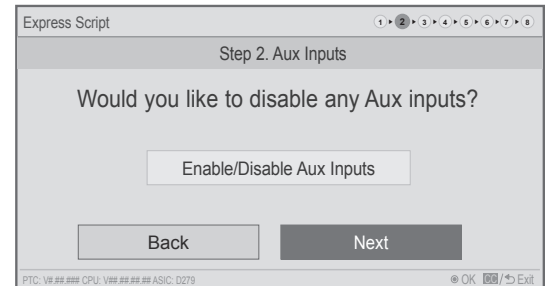 Express Script
1 2 3 4 5 6 7 8
Step 2. Aux Inputs
Would you like to disable any Aux inputs?
Enable/Disable Aux Inputs
Back Next
PTC: V#.##.### CPU: V##.##.##.## ASIC: D279 OK CC / Exit